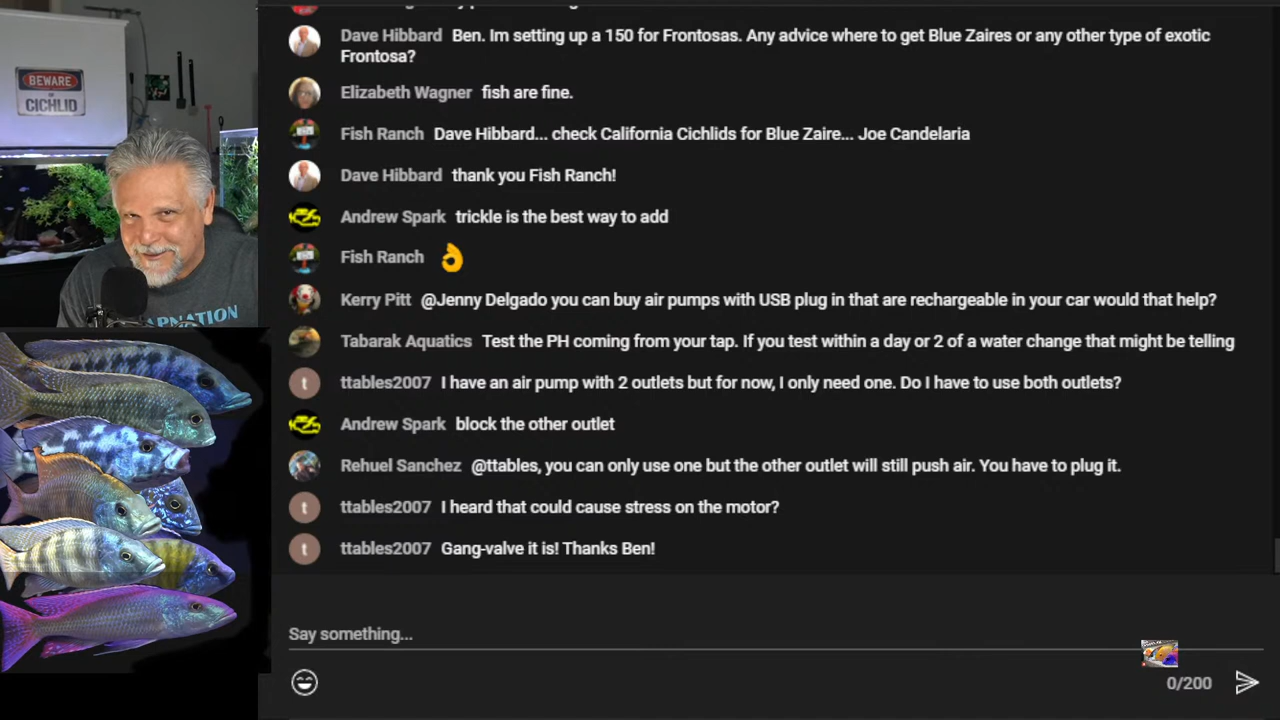 BEWARE
OF
CICHLID
Dave Hibbard Ben. Im setting up a 150 for Frontosas. Any advice where to get Blue Zaires or any other type of exotic
Frontosa?
Elizabeth Wagner fish are fine.
Fish Ranch Dave Hibbard... check California Cichlids for Blue Zaire... Joe Candelaria
Dave Hibbard thank you Fish Ranch!
Andrew Spark trickle is the best way to add
Fish Ranch 👌
Kerry Pitt @Jenny Delgado you can buy air pumps with USB plug in that are rechargeable in your car would that help?
Tabarak Aquatics Test the PH coming from your tap. If you test within a day or 2 of a water change that might be telling
t ttables2007 I have an air pump with 2 outlets but for now, I only need one. Do I have to use both outlets?
Andrew Spark block the other outlet
Rehuel Sanchez @ttables, you can only use one but the other outlet will still push air. You have to plug it.
t ttables2007 I heard that could cause stress on the motor?
t ttables2007 Gang-valve it is! Thanks Ben!
Say something...
0/200